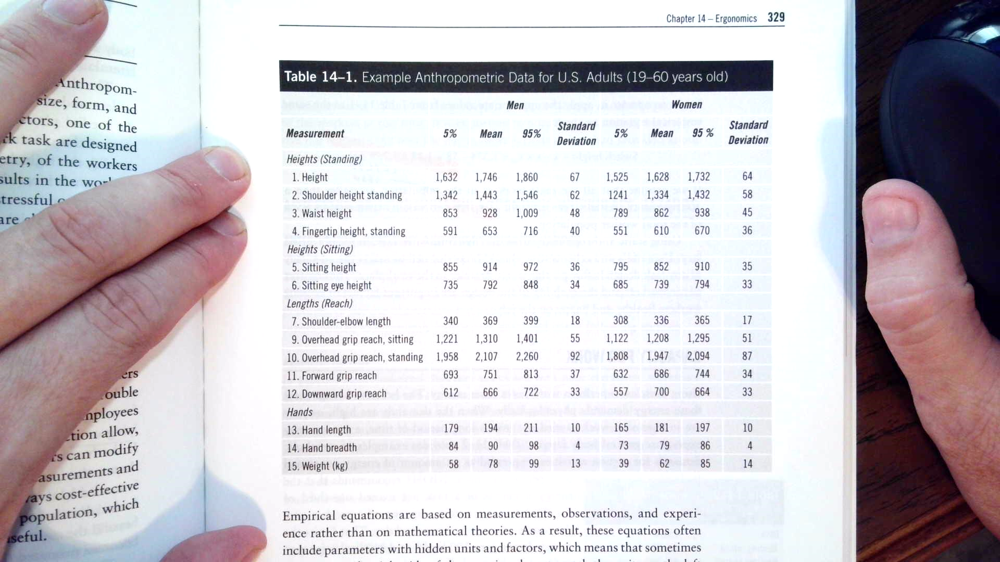 Anthropom-
size, form, and
ctors, one of the
rk task are designed
etry, of the workers
sults in the
tressful
are
ers
ouble
mployees
ction allow,
rs can modify
asurements and
ways cost-effective
population, which
useful.
Chapter 14 – Ergonomics 329
Table 14–1. Example Anthropometric Data for U.S. Adults (19–60 years old)
Men Women
Measurement 5% Mean 95% Standard Deviation 5% Mean 95 % Standard Deviation
Heights (Standing)
1. Height 1,632 1,746 1,860 67 1,525 1,628 1,732 64
2. Shoulder height standing 1,342 1,443 1,546 62 1241 1,334 1,432 58
3. Waist height 853 928 1,009 48 789 862 938 45
4. Fingertip height, standing 591 653 716 40 551 610 670 36
Heights (Sitting)
5. Sitting height 855 914 972 36 795 852 910 35
6. Sitting eye height 735 792 848 34 685 739 794 33
Lengths (Reach)
7. Shoulder-elbow length 340 369 399 18 308 336 365 17
9. Overhead grip reach, sitting 1,221 1,310 1,401 55 1,122 1,208 1,295 51
10. Overhead grip reach, standing 1,958 2,107 2,260 92 1,808 1,947 2,094 87
11. Forward grip reach 693 751 813 37 632 686 744 34
12. Downward grip reach 612 666 722 33 557 700 664 33
Hands
13. Hand length 179 194 211 10 165 181 197 10
14. Hand breadth 84 90 98 4 73 79 86 4
15. Weight (kg) 58 78 99 13 39 62 85 14
Empirical equations are based on measurements, observations, and experi-
ence rather than on mathematical theories. As a result, these equations often
include parameters with hidden units and factors, which means that sometimes